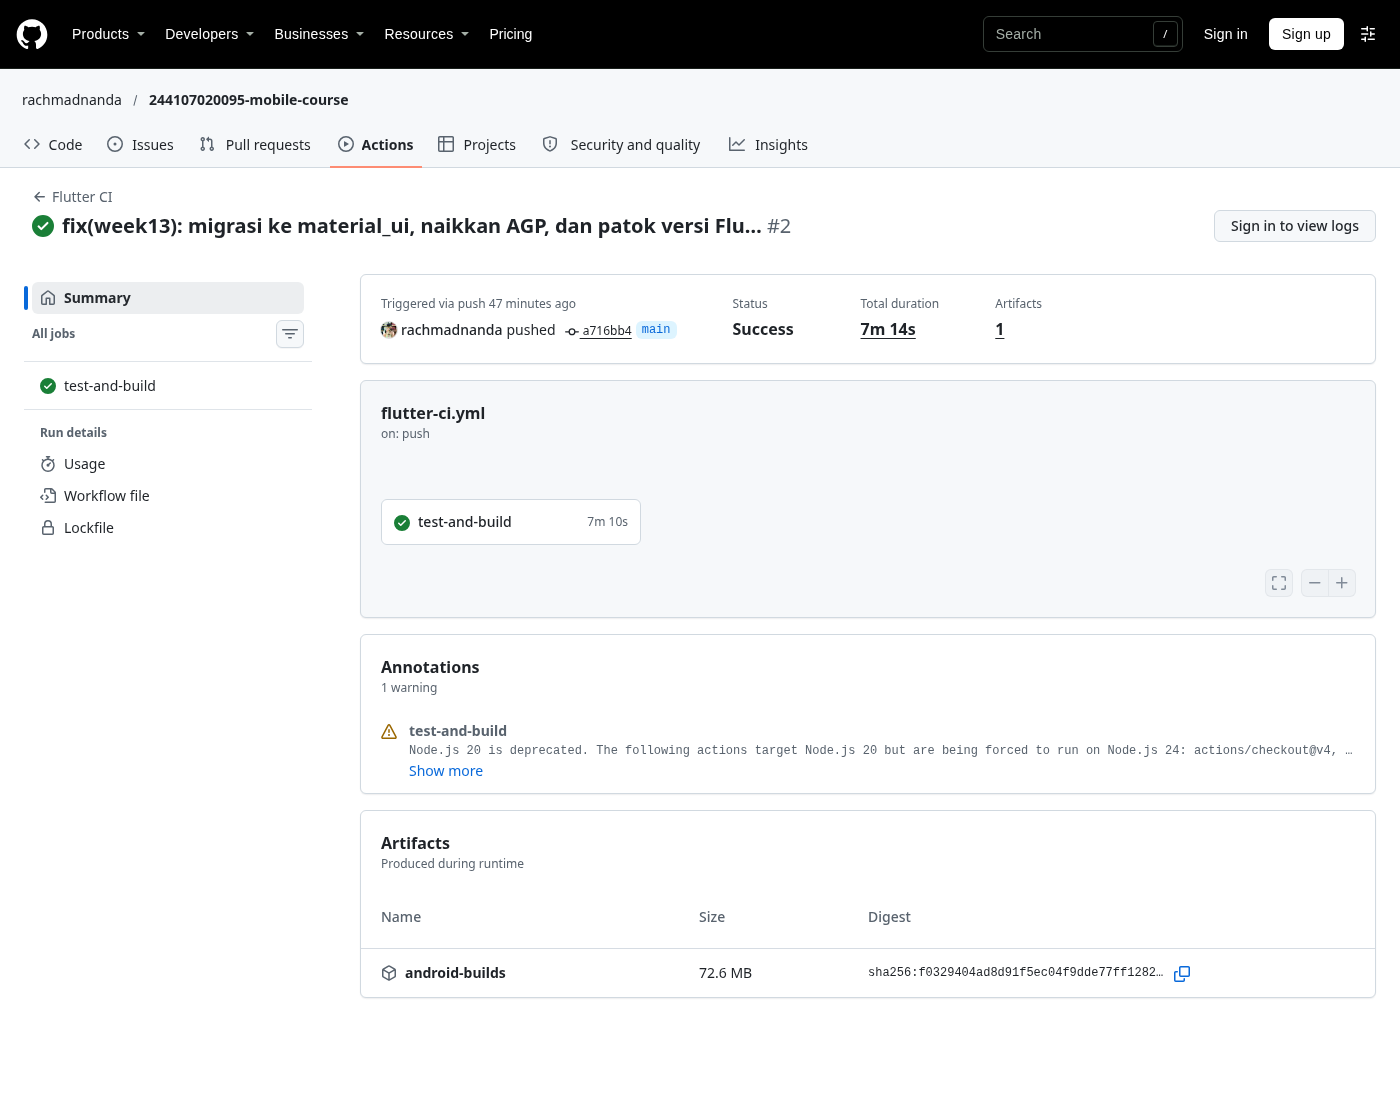 Products Developers Businesses Resources Pricing Search / Sign in Sign up
rachmadnanda / 244107020095-mobile-course
Code Issues Pull requests Actions Projects Security and quality Insights
Flutter CI
fix(week13): migrasi ke material_ui, naikkan AGP, dan patok versi Flu... #2
Sign in to view logs
Summary
All jobs
test-and-build
Run details
Usage
Workflow file
Lockfile
Triggered via push 47 minutes ago
rachmadnanda pushed a716bb4 main
Status
Success
Total duration
7m 14s
Artifacts
1
flutter-ci.yml
on: push
test-and-build 7m 10s
Annotations
1 warning
test-and-build
Node.js 20 is deprecated. The following actions target Node.js 20 but are being forced to run on Node.js 24: actions/checkout@v4, …
Show more
Artifacts
Produced during runtime
Name Size Digest
android-builds 72.6 MB sha256:f0329404ad8d91f5ec04f9dde77ff1282…